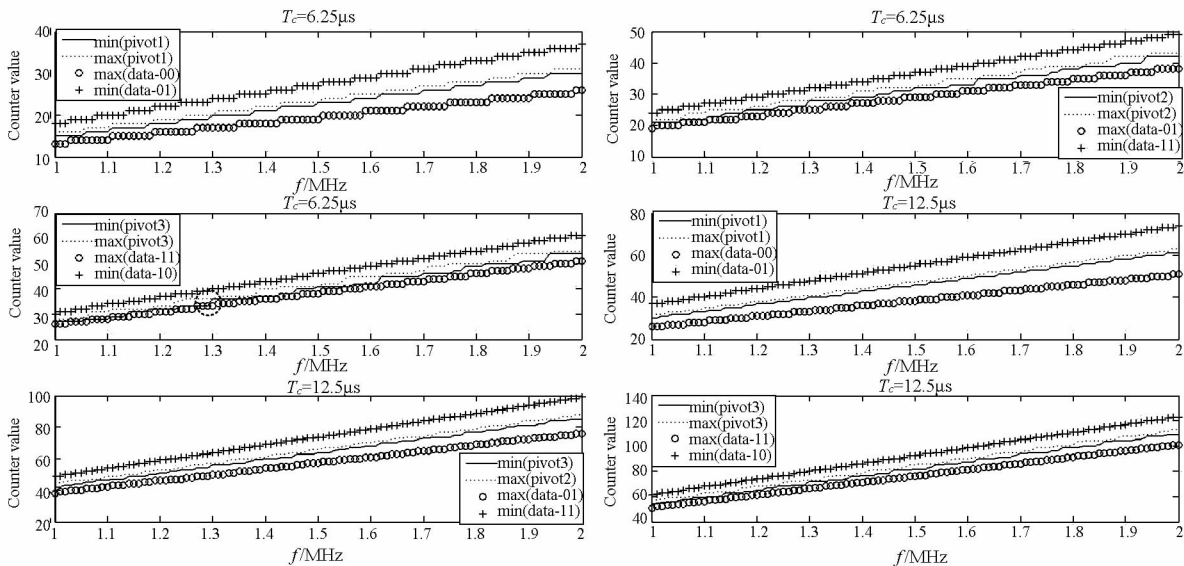 T_c=6.25μs
Counter value
40
30
20
10
min(pivot1)
max(pivot1)
max(data-00)
min(data-01)
1 1.1 1.2 1.3 1.4 1.5 1.6 1.7 1.8 1.9 2
f/MHz
T_c=6.25μs
Counter value
50
40
30
20
10
min(pivot2)
max(pivot2)
max(data-01)
min(data-11)
1 1.1 1.2 1.3 1.4 1.5 1.6 1.7 1.8 1.9 2
f/MHz
T_c=6.25μs
Counter value
70
60
50
40
30
20
min(pivot3)
max(pivot3)
max(data-11)
min(data-10)
1 1.1 1.2 1.3 1.4 1.5 1.6 1.7 1.8 1.9 2
f/MHz
T_c=12.5μs
Counter value
80
60
40
20
min(pivot1)
max(pivot1)
max(data-00)
min(data-01)
1 1.1 1.2 1.3 1.4 1.5 1.6 1.7 1.8 1.9 2
f/MHz
T_c=12.5μs
Counter value
100
80
60
40
20
min(pivot3)
max(pivot2)
max(data-01)
min(data-11)
1 1.1 1.2 1.3 1.4 1.5 1.6 1.7 1.8 1.9 2
f/MHz
T_c=12.5μs
Counter value
140
120
100
80
60
40
min(pivot3)
max(pivot3)
max(data-11)
min(data-10)
1 1.1 1.2 1.3 1.4 1.5 1.6 1.7 1.8 1.9 2
f/MHz